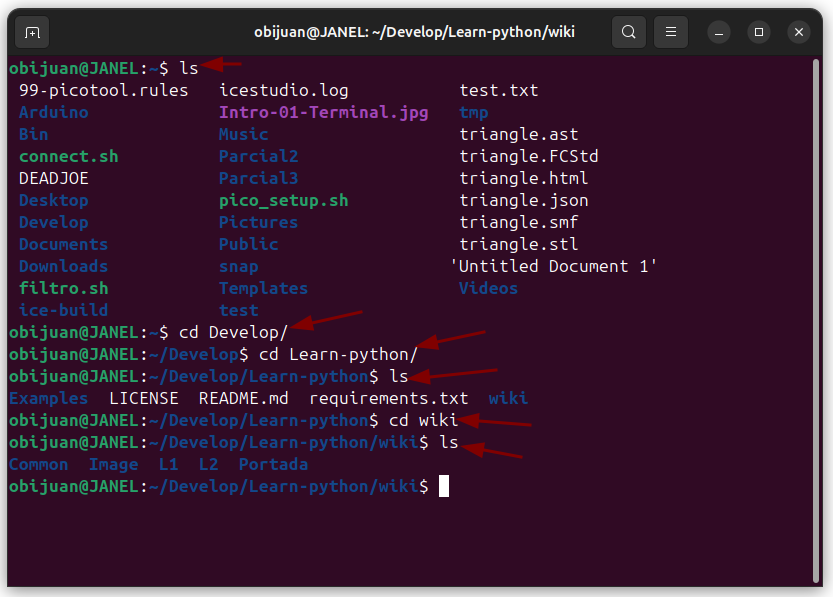 obijuan@JANEL: ~/Develop/Learn-python/wiki
obijuan@JANEL:~$ ls
99-picotool.rules icestudio.log test.txt
Arduino Intro-01-Terminal.jpg tmp
Bin Music triangle.ast
connect.sh Parcial2 triangle.FCStd
DEADJOE Parcial3 triangle.html
Desktop pico_setup.sh triangle.json
Develop Pictures triangle.smf
Documents Public triangle.stl
Downloads snap 'Untitled Document 1'
filtro.sh Templates Videos
ice-build test
obijuan@JANEL:~$ cd Develop/
obijuan@JANEL:~/Develop$ cd Learn-python/
obijuan@JANEL:~/Develop/Learn-python$ ls
Examples LICENSE README.md requirements.txt wiki
obijuan@JANEL:~/Develop/Learn-python$ cd wiki
obijuan@JANEL:~/Develop/Learn-python/wiki$ ls
Common Image L1 L2 Portada
obijuan@JANEL:~/Develop/Learn-python/wiki$